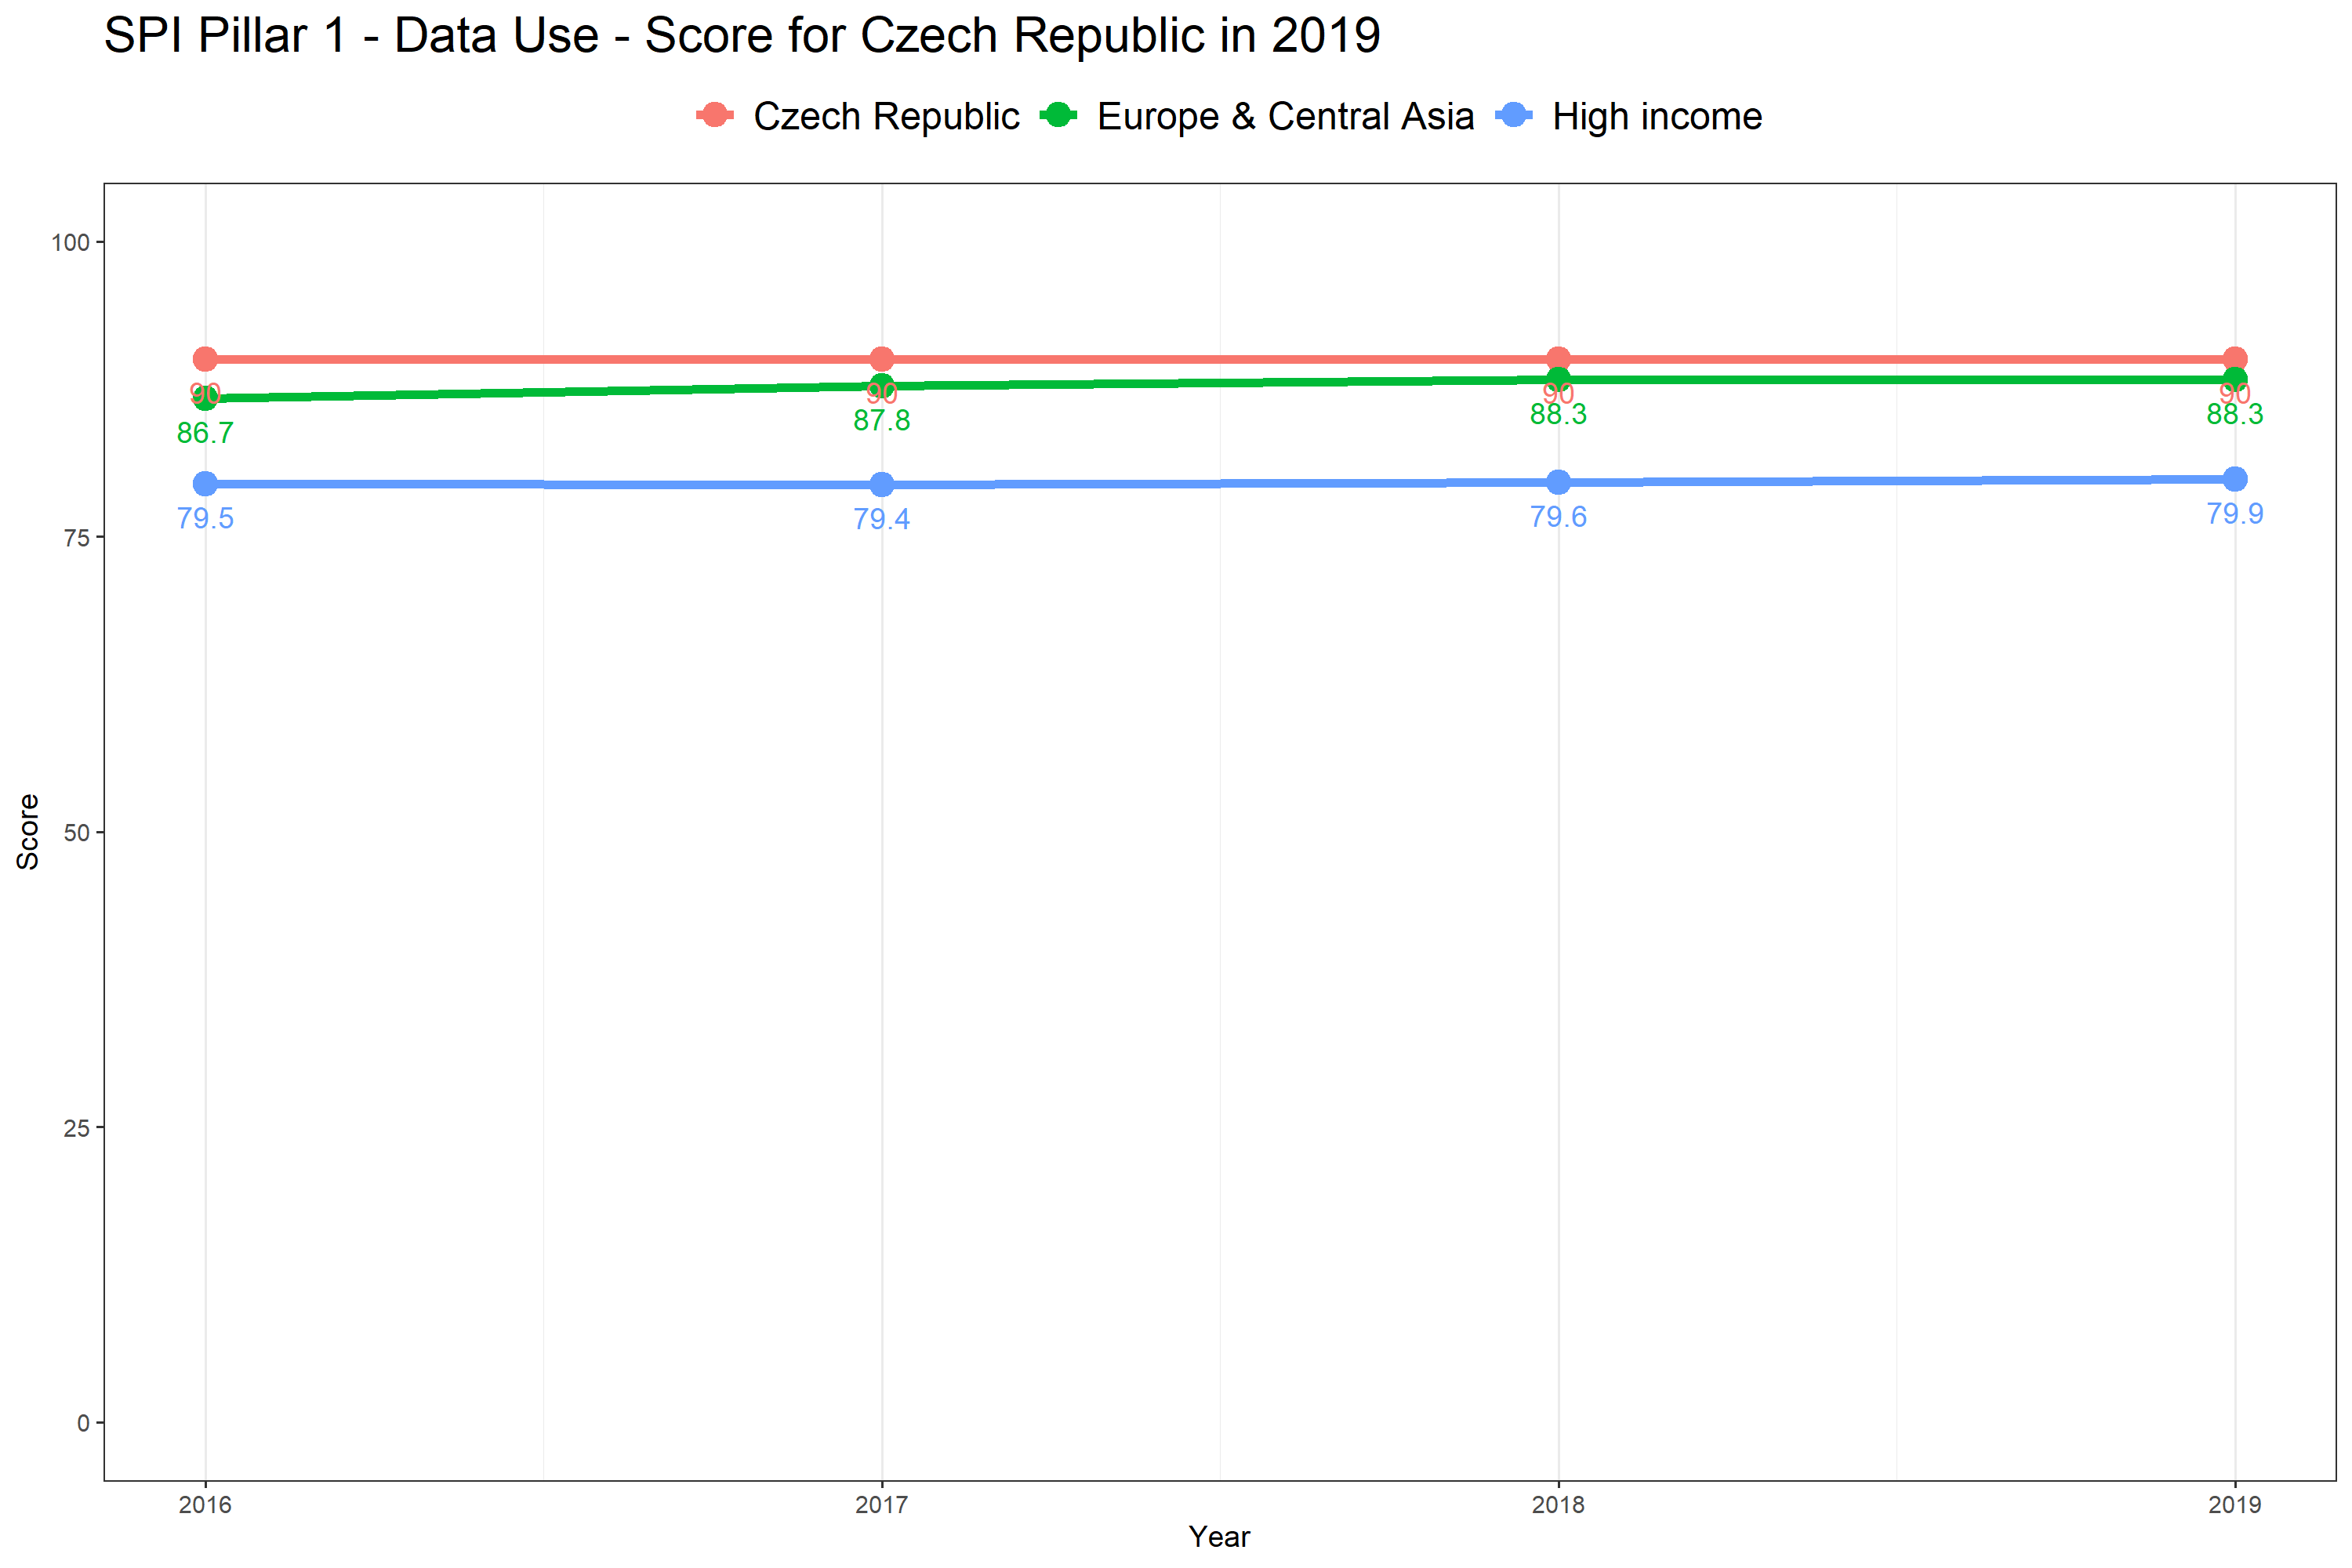 SPI Pillar 1 - Data Use - Score for Czech Republic in 2019
Czech Republic Europe & Central Asia High income
100
75
50
25
0
Score
90 90 90 90
86.7 87.8 88.3 88.3
79.5 79.4 79.6 79.9
2016 2017 2018 2019
Year